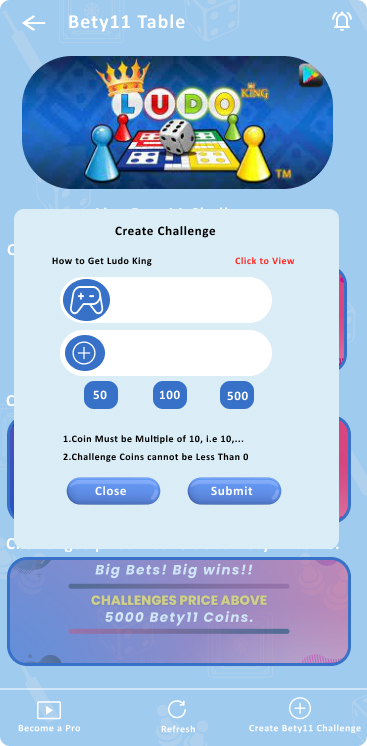 Bety11 Table
LUDO
KING
TM
Create Challenge
How to Get Ludo King
Click to View
50
100
500
1.Coin Must be Multiple of 10, i.e 10,...
2.Challenge Coins cannot be Less Than 0
Close
Submit
Big Bets! Big wins!!
CHALLENGES PRICE ABOVE
5000 Bety11 Coins.
Become a Pro
Refresh
Create Bety11 Challenge